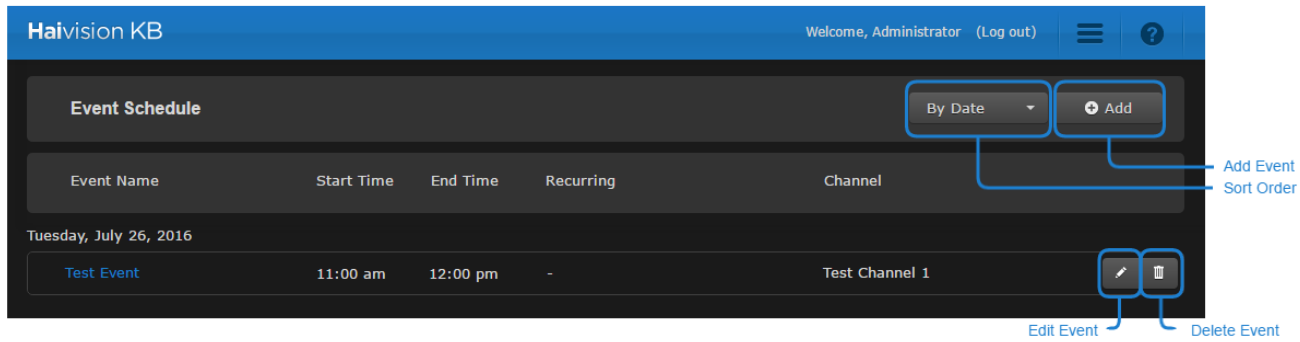 Haivision KB
Welcome, Administrator (Log out)
?
Event Schedule
By Date
Add
Add Event
Sort Order
Event Name Start Time End Time Recurring Channel
Tuesday, July 26, 2016
Test Event 11:00 am 12:00 pm - Test Channel 1
Edit Event
Delete Event